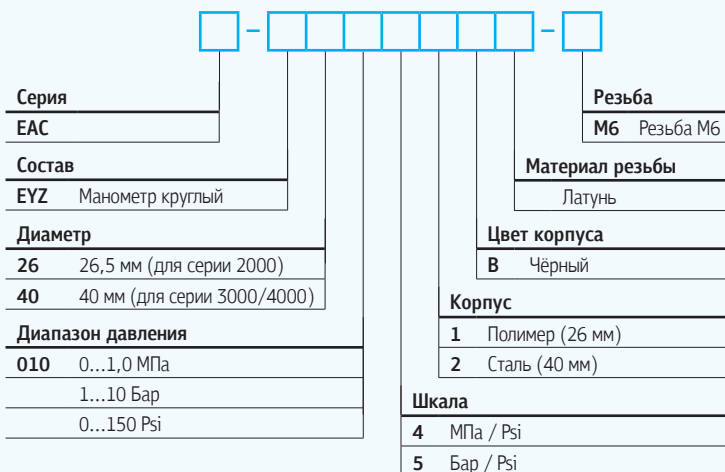 Серия
EAC
Состав
EYZ Манометр круглый
Диаметр
26 26,5 мм (для серии 2000)
40 40 мм (для серии 3000/4000)
Диапазон давления
010 0...1,0 МПа
1...10 Бар
0...150 Psi
Резьба
М6 Резьба М6
Материал резьбы
Латунь
Цвет корпуса
В Чёрный
Корпус
1 Полимер (26 мм)
2 Сталь (40 мм)
Шкала
4 МПа / Psi
5 Бар / Psi